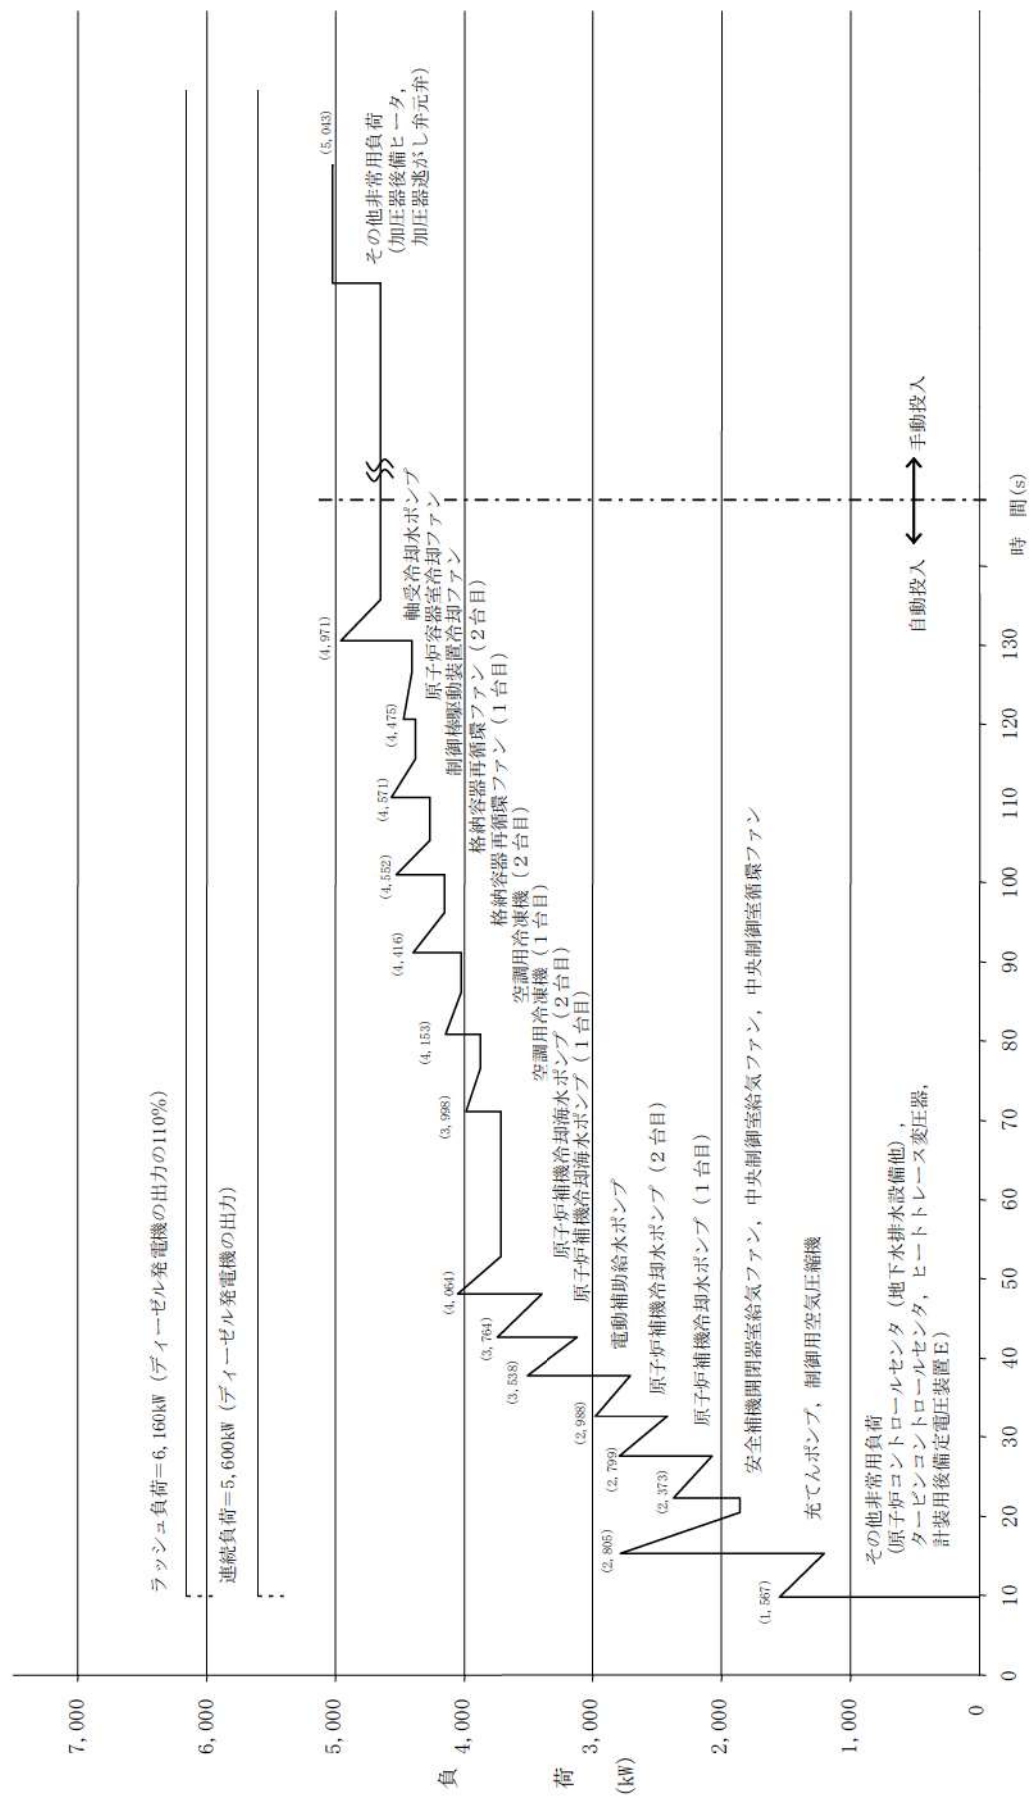 7,000
6,000
5,000
4,000
3,000
2,000
1,000
0
負
荷
(kW)
ラッシュ負荷=6,160kW (ディーゼル発電機の出力の110%)
連続負荷=5,600kW (ディーゼル発電機の出力)
(1,567)
(2,805)
(2,373)
(2,799)
(2,988)
(3,538)
(3,764)
(4,064)
(3,998)
(4,153)
(4,416)
(4,552)
(4,571)
(4,475)
(4,971)
(5,043)
その他非常用負荷
(加圧器後備ヒータ,
加圧器逃がし弁元弁)
軸受冷却水ポンプ
原子炉容器室冷却ファン
制御棒駆動装置冷却ファン
格納容器再循環ファン(2台目)
格納容器再循環ファン(1台目)
空調用冷凍機(2台目)
空調用冷凍機(1台目)
原子炉補機冷却海水ポンプ(2台目)
原子炉補機冷却海水ポンプ(1台目)
電動補助給水ポンプ
原子炉補機冷却水ポンプ(2台目)
原子炉補機冷却水ポンプ(1台目)
安全補機開閉器室給気ファン, 中央制御室給気ファン, 中央制御室循環ファン
充てんポンプ, 制御用空気圧縮機
その他非常用負荷
(原子炉コントロールセンタ(地下水排水設備他),
タービンコントロールセンタ, ヒートトレース変圧器,
計装用後備定電圧装置E)
自動投入
手動投入
0
10
20
30
40
50
60
70
80
90
100
110
120
130
時 間(s)